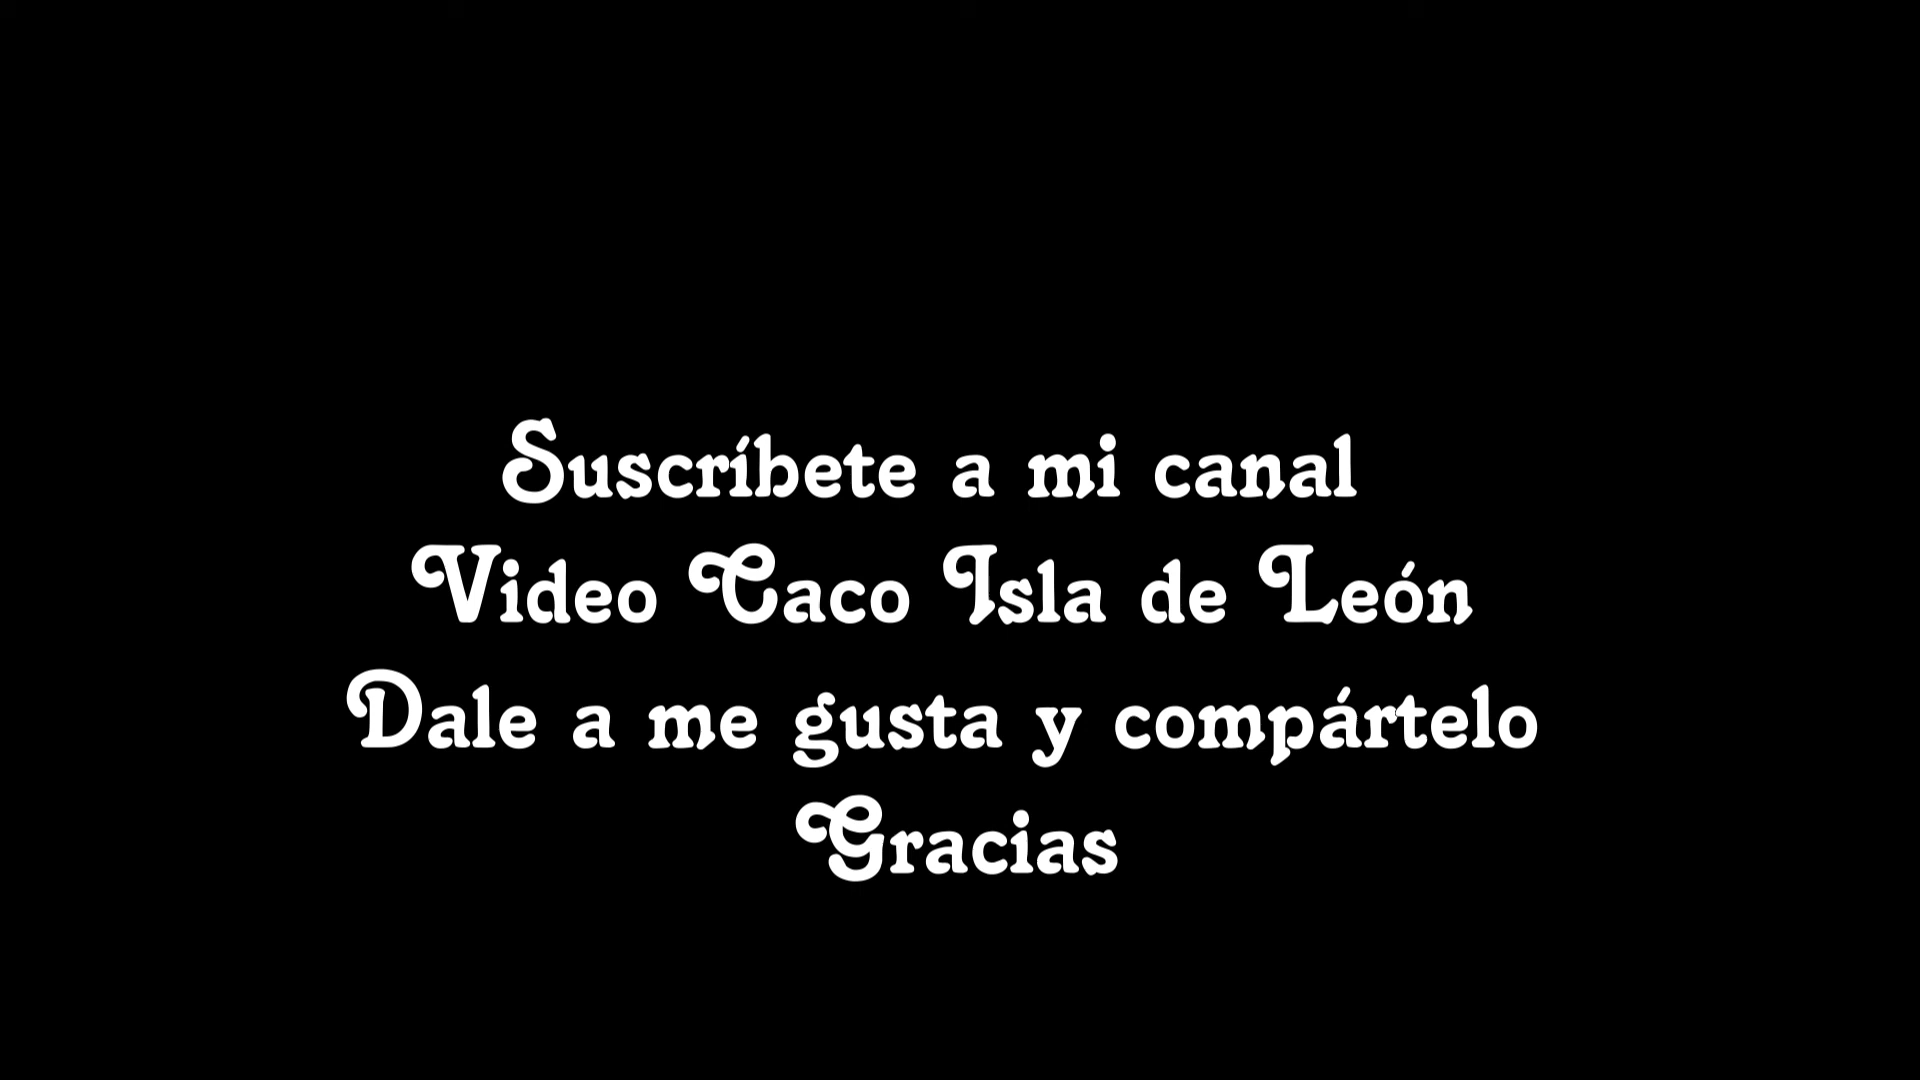 Suscríbete a mi canal
Video Caco Isla de León
Dale a me gusta y compártelo
Gracias